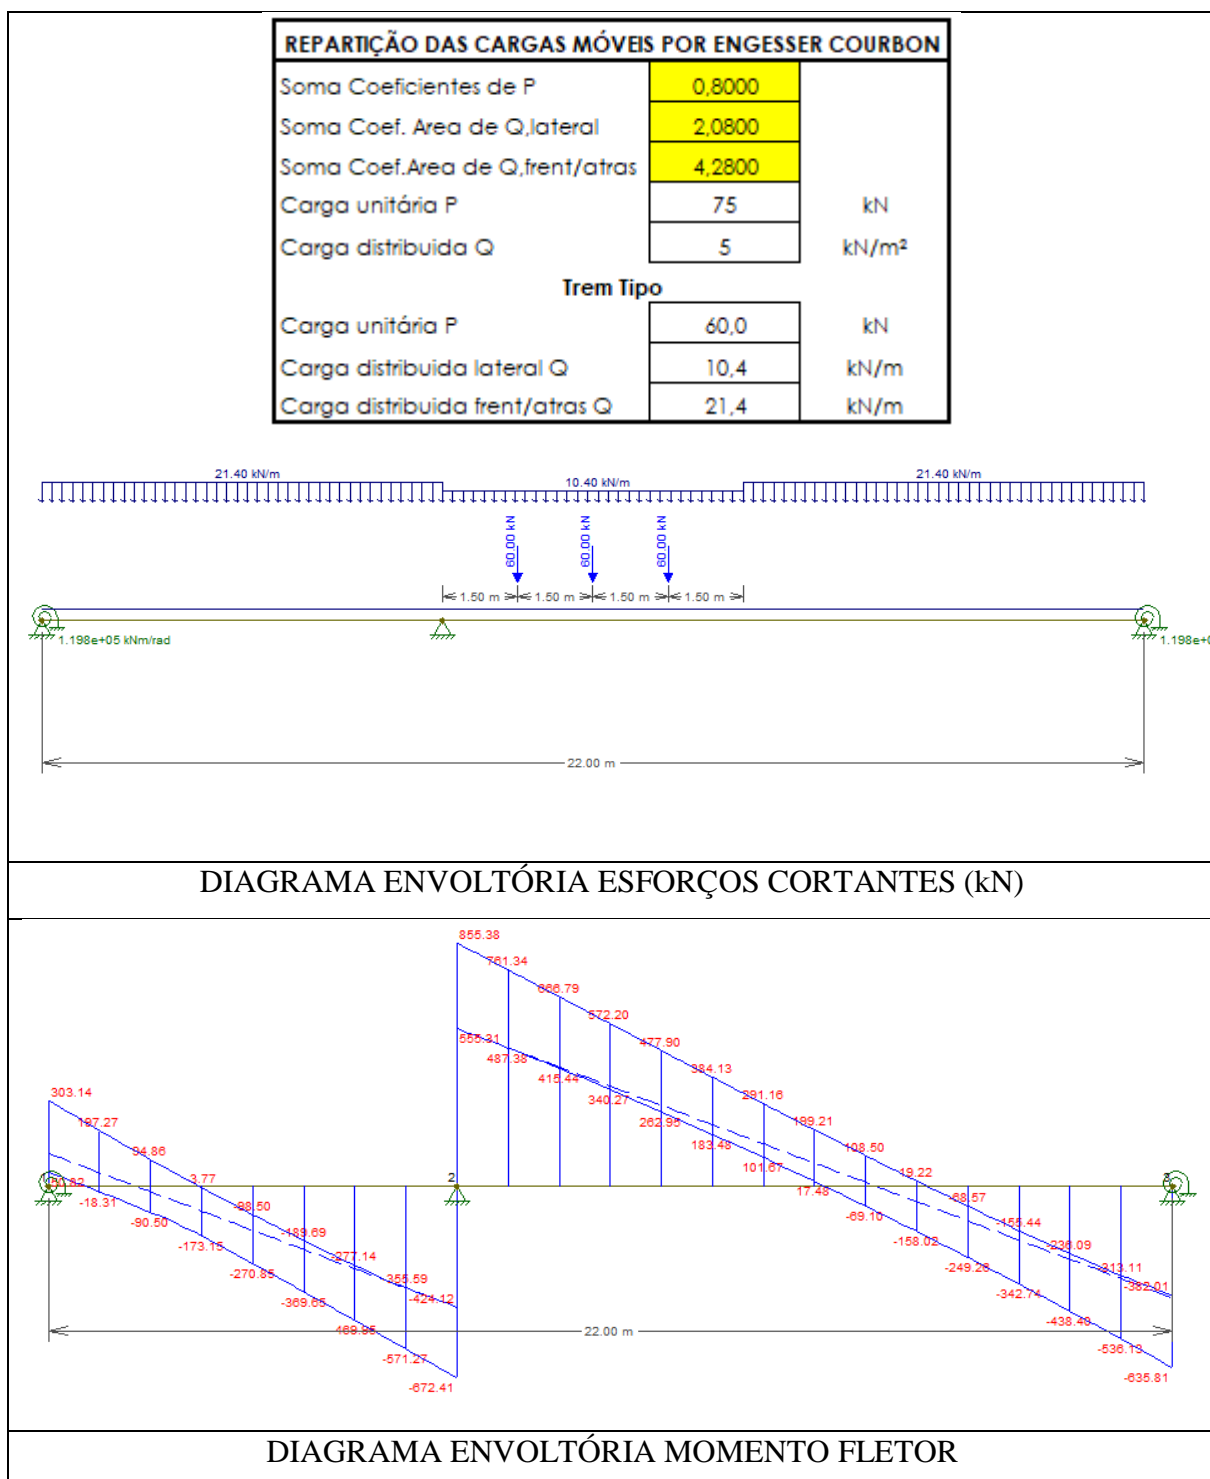 REPARTIÇÃO DAS CARGAS MÓVEIS POR ENGESSER COURBON
Soma Coeficientes de P 0,8000
Soma Coef. Area de Q,lateral 2,0800
Soma Coef.Area de Q,frent/atras 4,2800
Carga unitária P 75 kN
Carga distribuida Q 5 kN/m²
Trem Tipo
Carga unitária P 60,0 kN
Carga distribuida lateral Q 10,4 kN/m
Carga distribuida frent/atras Q 21,4 kN/m
21.40 kN/m 10.40 kN/m 21.40 kN/m
60.00 kN 60.00 kN 60.00 kN
1.50 m 1.50 m 1.50 m 1.50 m
1.198e+05 kNm/rad 1.198e+0
22.00 m
DIAGRAMA ENVOLTÓRIA ESFORÇOS CORTANTES (kN)
855.38
761.34
666.79
572.20
555.31
477.90
487.38
415.44
384.13
340.27
303.14
291.16
262.95
197.27
199.21
183.48
94.86
108.50
101.67
3.77
2
17.48
19.22
3
-18.31
-90.50
-98.50
-69.10
-68.57
-173.15
-189.69
-158.02
-155.44
-270.85
-277.14
-249.26
-236.09
-369.65
-355.59
-342.74
-313.11
-424.12
-382.01
469.85
22.00 m
-438.40
-571.27
-536.13
-672.41
-635.81
DIAGRAMA ENVOLTÓRIA MOMENTO FLETOR